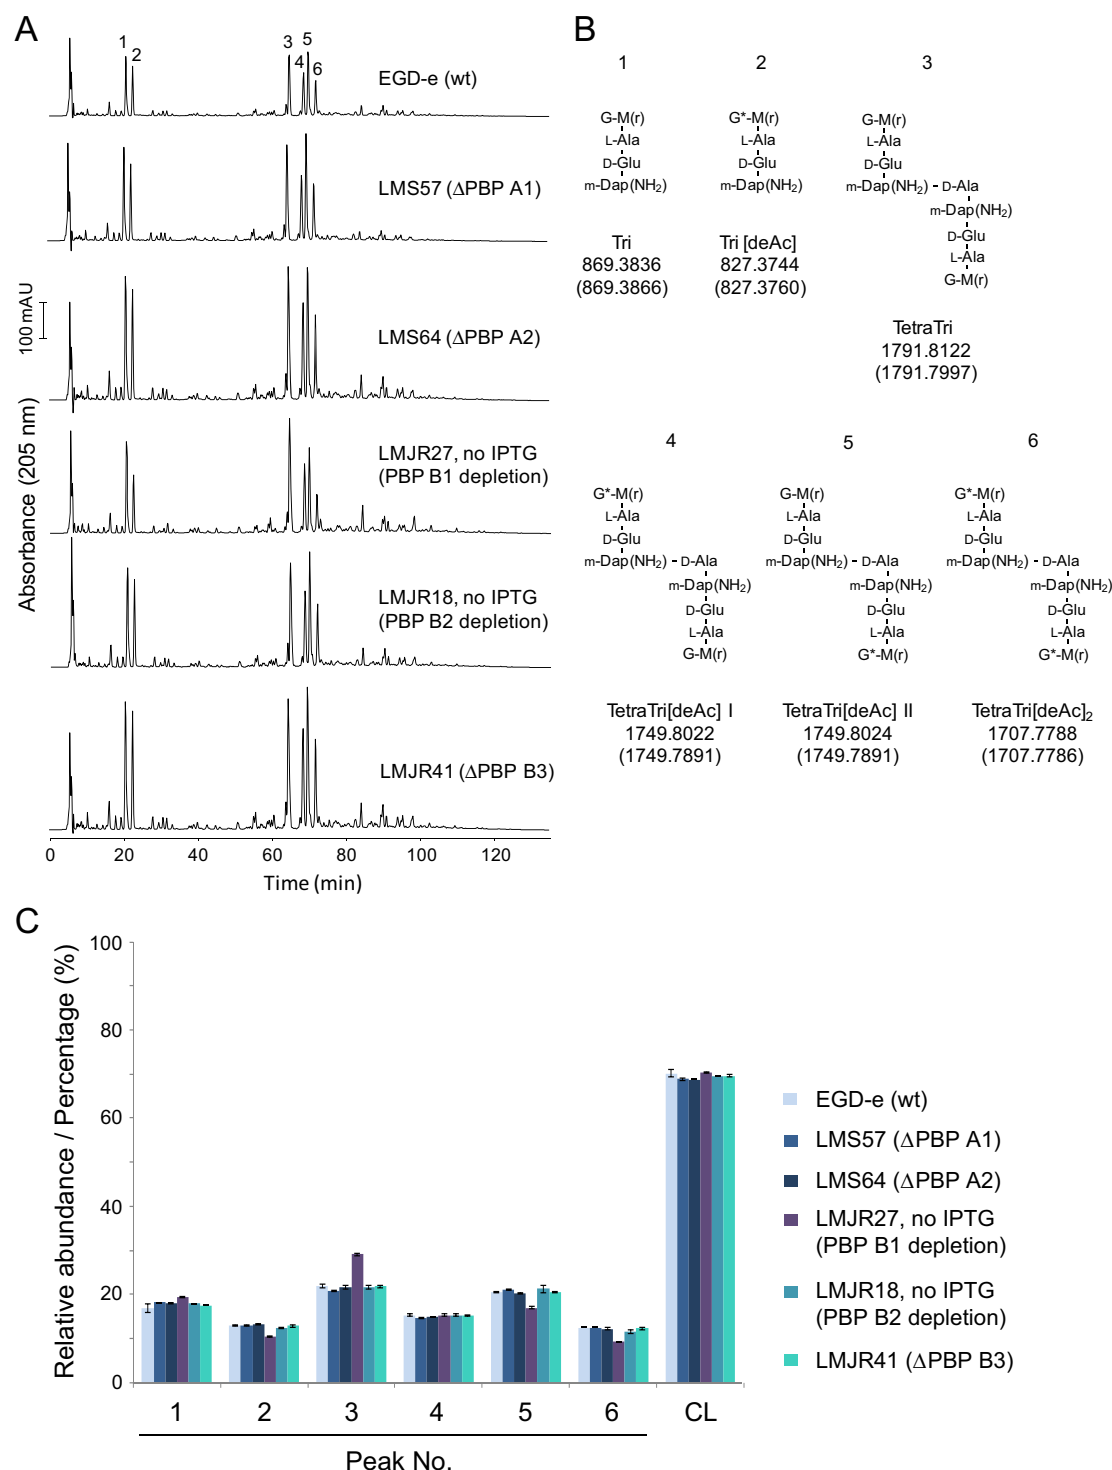 A
1
2
3
4
5
6
EGD-e (wt)
LMS57 (ΔPBP A1)
LMS64 (ΔPBP A2)
LMJR27, no IPTG
(PBP B1 depletion)
LMJR18, no IPTG
(PBP B2 depletion)
LMJR41 (ΔPBP B3)
100 mAU
Absorbance (205 nm)
0 20 40 60 80 100 120
Time (min)
B
1 2 3
G-M(r) G*-M(r) G-M(r)
L-Ala L-Ala L-Ala
D-Glu D-Glu D-Glu
m-Dap(NH₂) m-Dap(NH₂) m-Dap(NH₂) - D-Ala
m-Dap(NH₂)
D-Glu
L-Ala
G-M(r)
Tri Tri [deAc]
869.3836 827.3744
(869.3866) (827.3760)
TetraTri
1791.8122
(1791.7997)
4 5 6
G*-M(r) G-M(r) G*-M(r)
L-Ala L-Ala L-Ala
D-Glu D-Glu D-Glu
m-Dap(NH₂) - D-Ala m-Dap(NH₂) - D-Ala m-Dap(NH₂) - D-Ala
m-Dap(NH₂) m-Dap(NH₂) m-Dap(NH₂)
D-Glu D-Glu D-Glu
L-Ala L-Ala L-Ala
G-M(r) G*-M(r) G*-M(r)
TetraTri[deAc] I TetraTri[deAc] II TetraTri[deAc]₂
1749.8022 1749.8024 1707.7788
(1749.7891) (1749.7891) (1707.7786)
C
Relative abundance / Percentage (%)
100
80
60
40
20
0
1 2 3 4 5 6 CL
Peak No.
EGD-e (wt)
LMS57 (ΔPBP A1)
LMS64 (ΔPBP A2)
LMJR27, no IPTG
(PBP B1 depletion)
LMJR18, no IPTG
(PBP B2 depletion)
LMJR41 (ΔPBP B3)